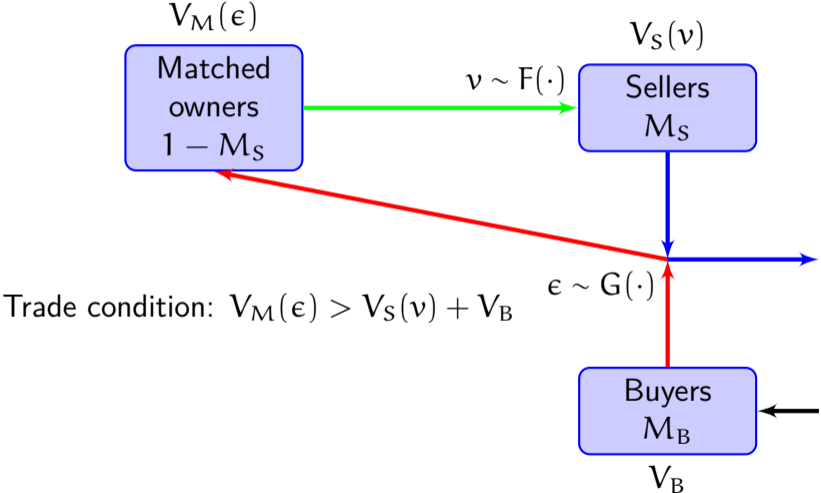 V_M(ϵ)
Matched
owners
1 − M_S
ν ∼ F(·)
V_S(ν)
Sellers
M_S
ϵ ∼ G(·)
Trade condition: V_M(ϵ) > V_S(ν) + V_B
Buyers
M_B
V_B